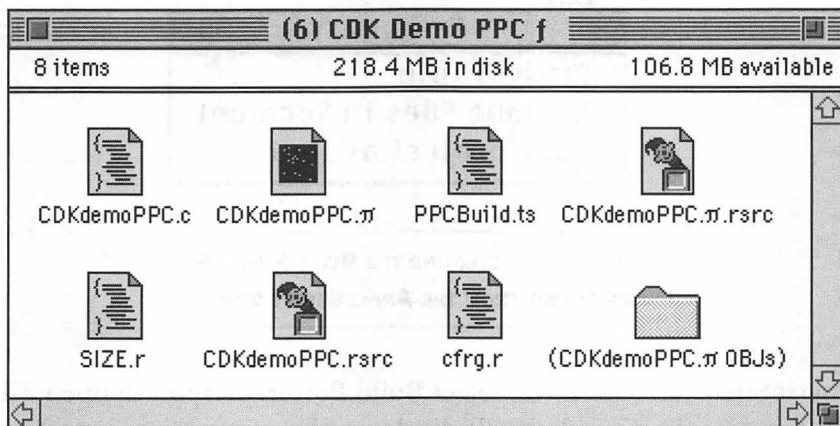 (6) CDK Demo PPC ƒ
8 items 218.4 MB in disk 106.8 MB available
CDKdemoPPC.c CDKdemoPPC.π PPCBuild.ts CDKdemoPPC.π.rsrc
SIZE.r CDKdemoPPC.rsrc cfrg.r (CDKdemoPPC.π OBJs)